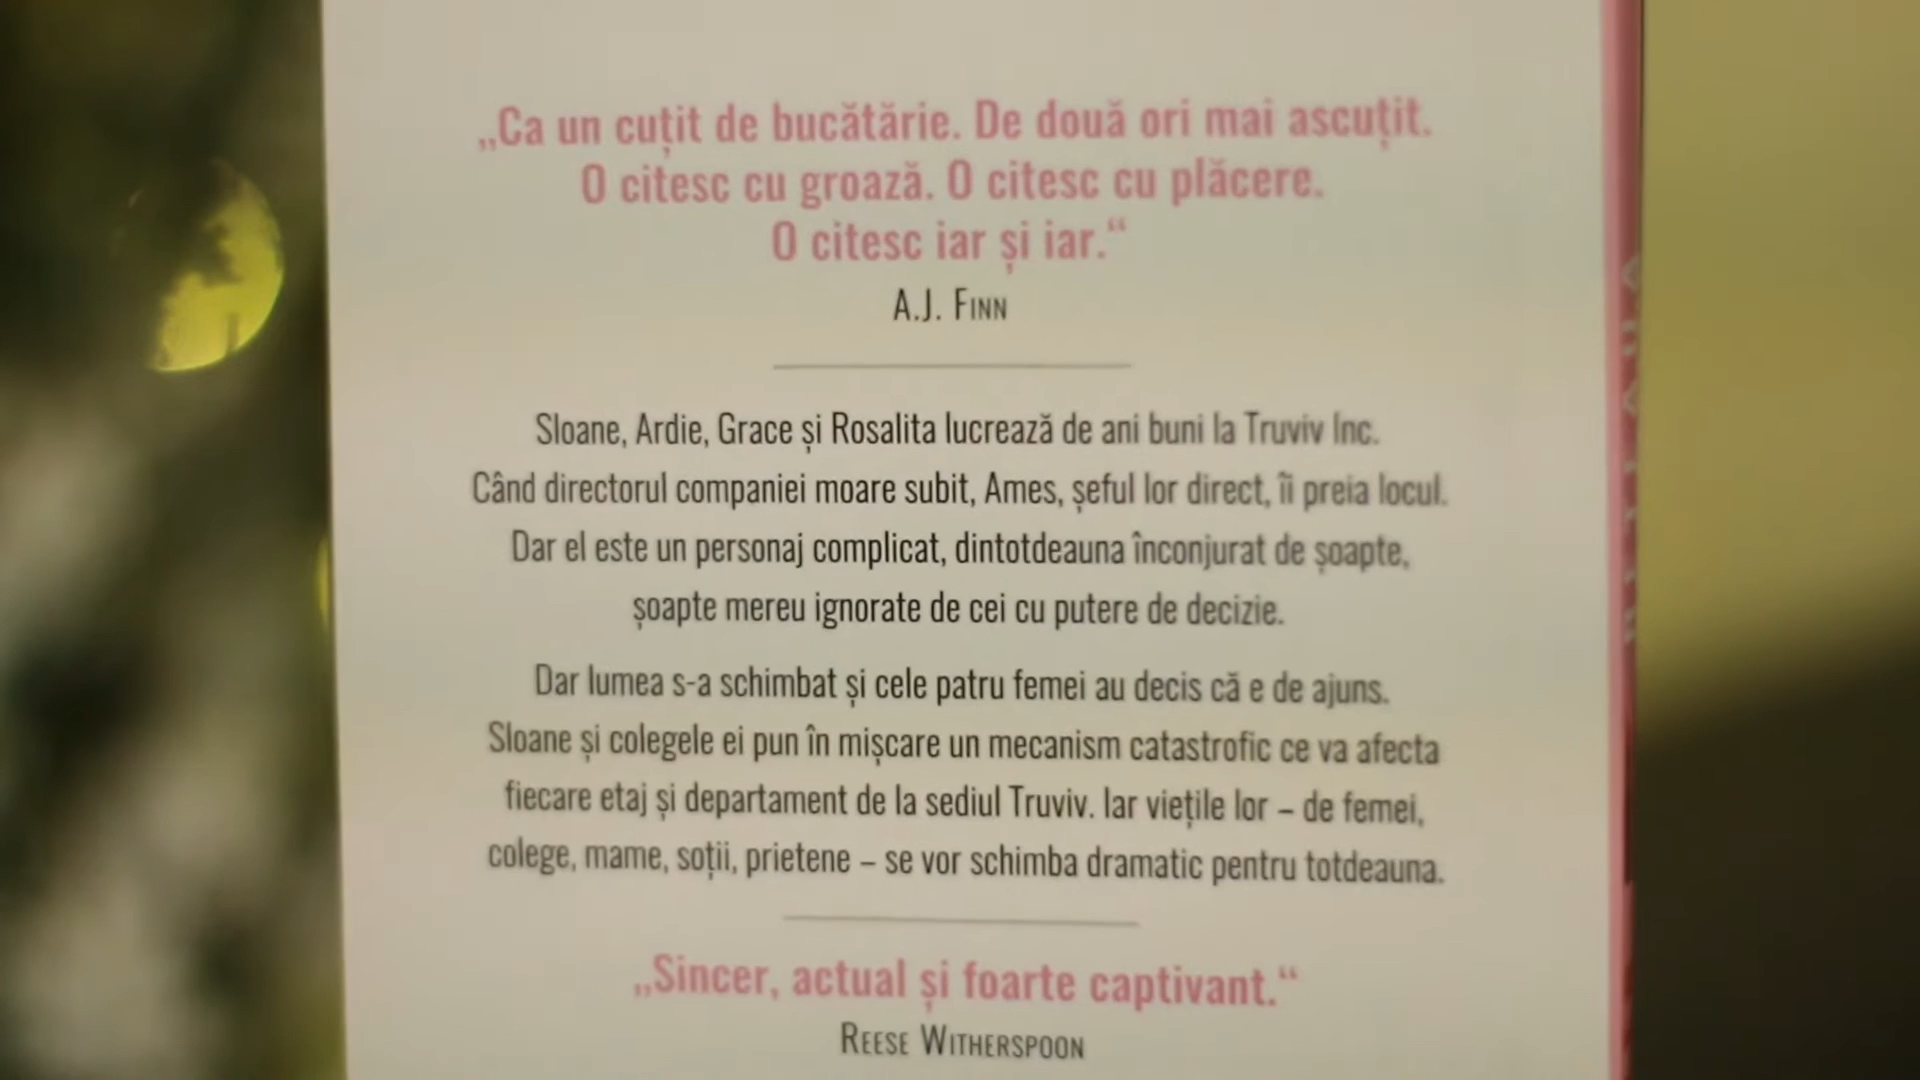 „Ca un cuțit de bucătărie. De două ori mai ascuțit.
O citesc cu groază. O citesc cu plăcere.
O citesc iar și iar.“
A.J. Finn
Sloane, Ardie, Grace și Rosalita lucrează de ani buni la Truviv Inc.
Când directorul companiei moare subit, Ames, șeful lor direct, îi preia locul.
Dar el este un personaj complicat, dintotdeauna înconjurat de șoapte,
șoapte mereu ignorate de cei cu putere de decizie.
Dar lumea s-a schimbat și cele patru femei au decis că e de ajuns.
Sloane și colegele ei pun în mișcare un mecanism catastrofic ce va afecta
fiecare etaj și departament de la sediul Truviv. Iar viețile lor – de femei,
colege, mame, soții, prietene – se vor schimba dramatic pentru totdeauna.
„Sincer, actual și foarte captivant.“
Reese Witherspoon